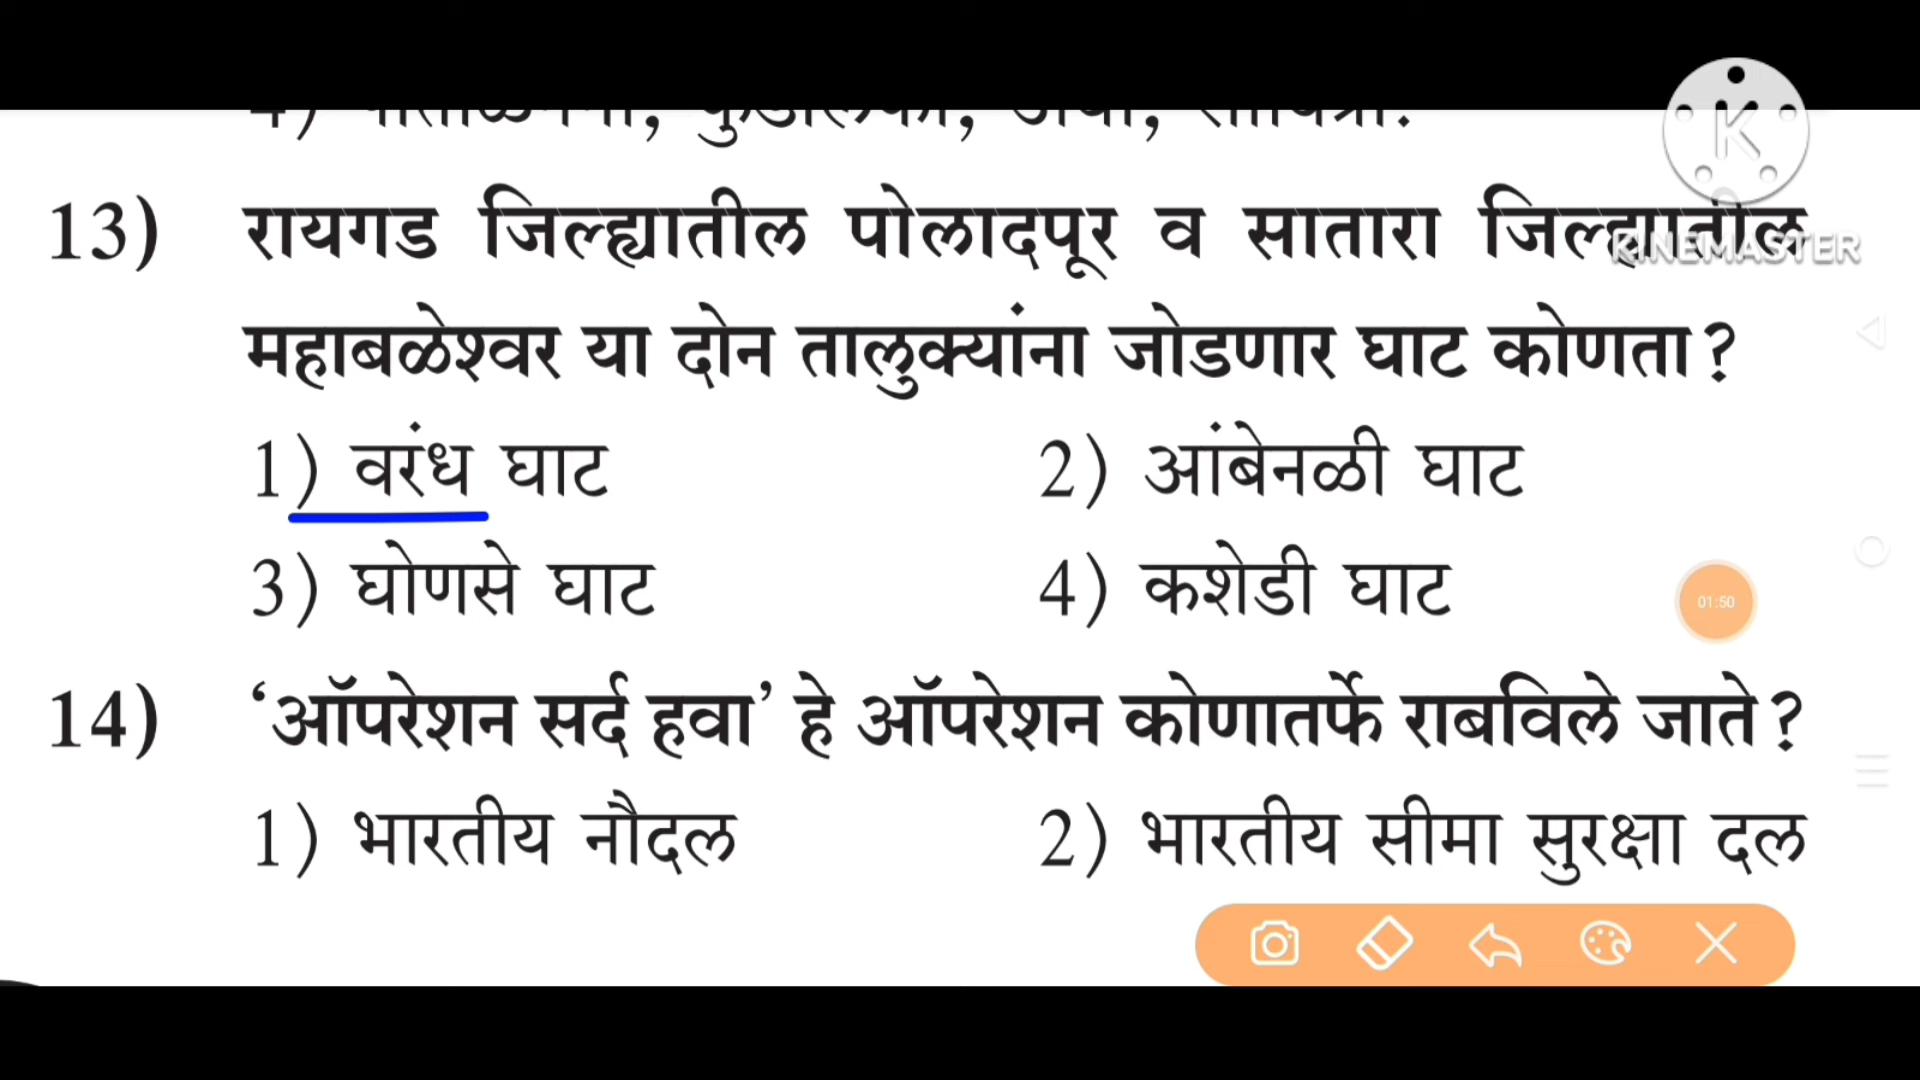 13) रायगड जिल्ह्यातील पोलादपूर व सातारा जिल्ह्यातील
KINEMASTER
महाबळेश्वर या दोन तालुक्यांना जोडणार घाट कोणता?
1) वरंध घाट 2) आंबेनळी घाट
3) घोणसे घाट 4) कशेडी घाट
01:50
14) ‘ऑपरेशन सर्द हवा’ हे ऑपरेशन कोणातर्फे राबविले जाते?
1) भारतीय नौदल 2) भारतीय सीमा सुरक्षा दल